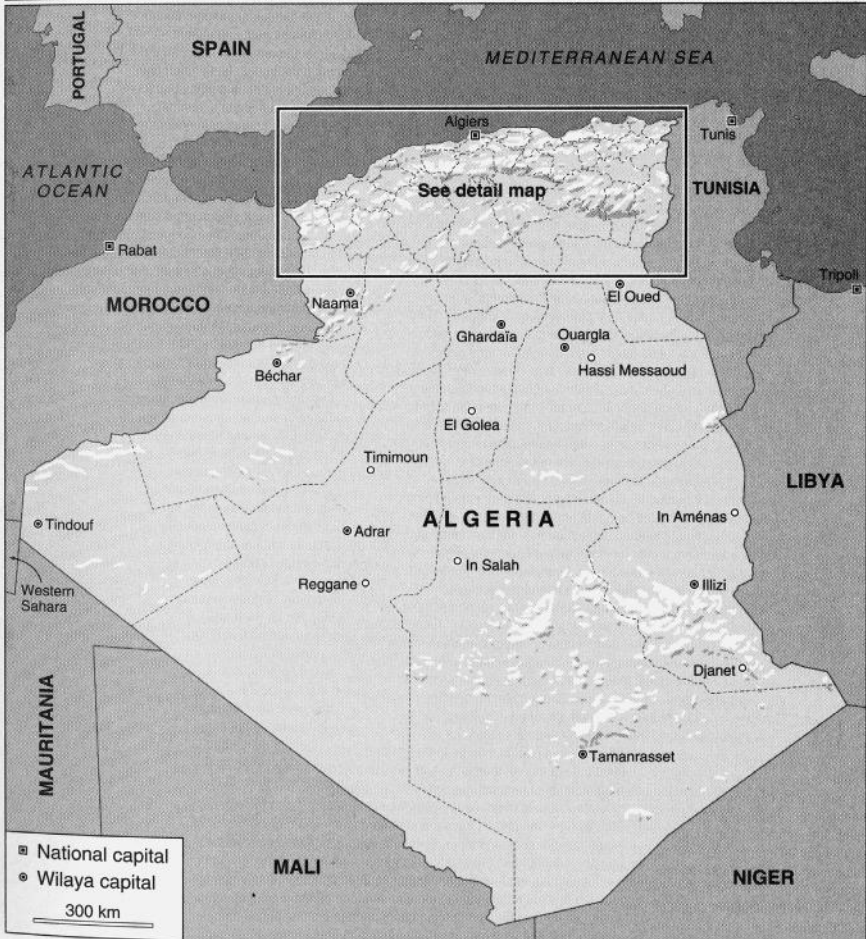 PORTUGAL
SPAIN
MEDITERRANEAN SEA
Algiers
Tunis
ATLANTIC
OCEAN
See detail map
TUNISIA
Rabat
Tripoli
MOROCCO
Naama
El Oued
Ghardaïa
Ouargla
Hassi Messaoud
Béchar
El Golea
Timimoun
LIBYA
ALGERIA
In Aménas
Tindouf
Adrar
In Salah
Reggane
Illizi
Western
Sahara
Djanet
MAURITANIA
Tamanrasset
National capital
Wilaya capital
300 km
MALI
NIGER